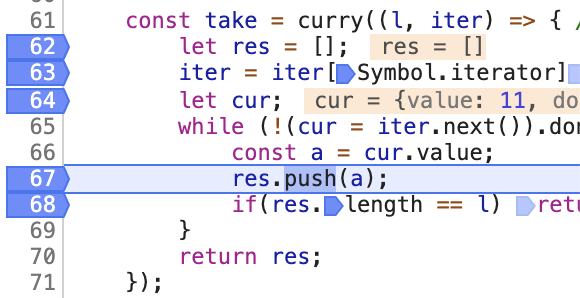 61 const take = curry((l, iter) => { /
62 let res = []; res = []
63 iter = iter[Symbol.iterator]
64 let cur; cur = {value: 11, do
65 while (!(cur = iter.next()).don
66 const a = cur.value;
67 res.push(a);
68 if(res.length == l) retu
69 }
70 return res;
71 });